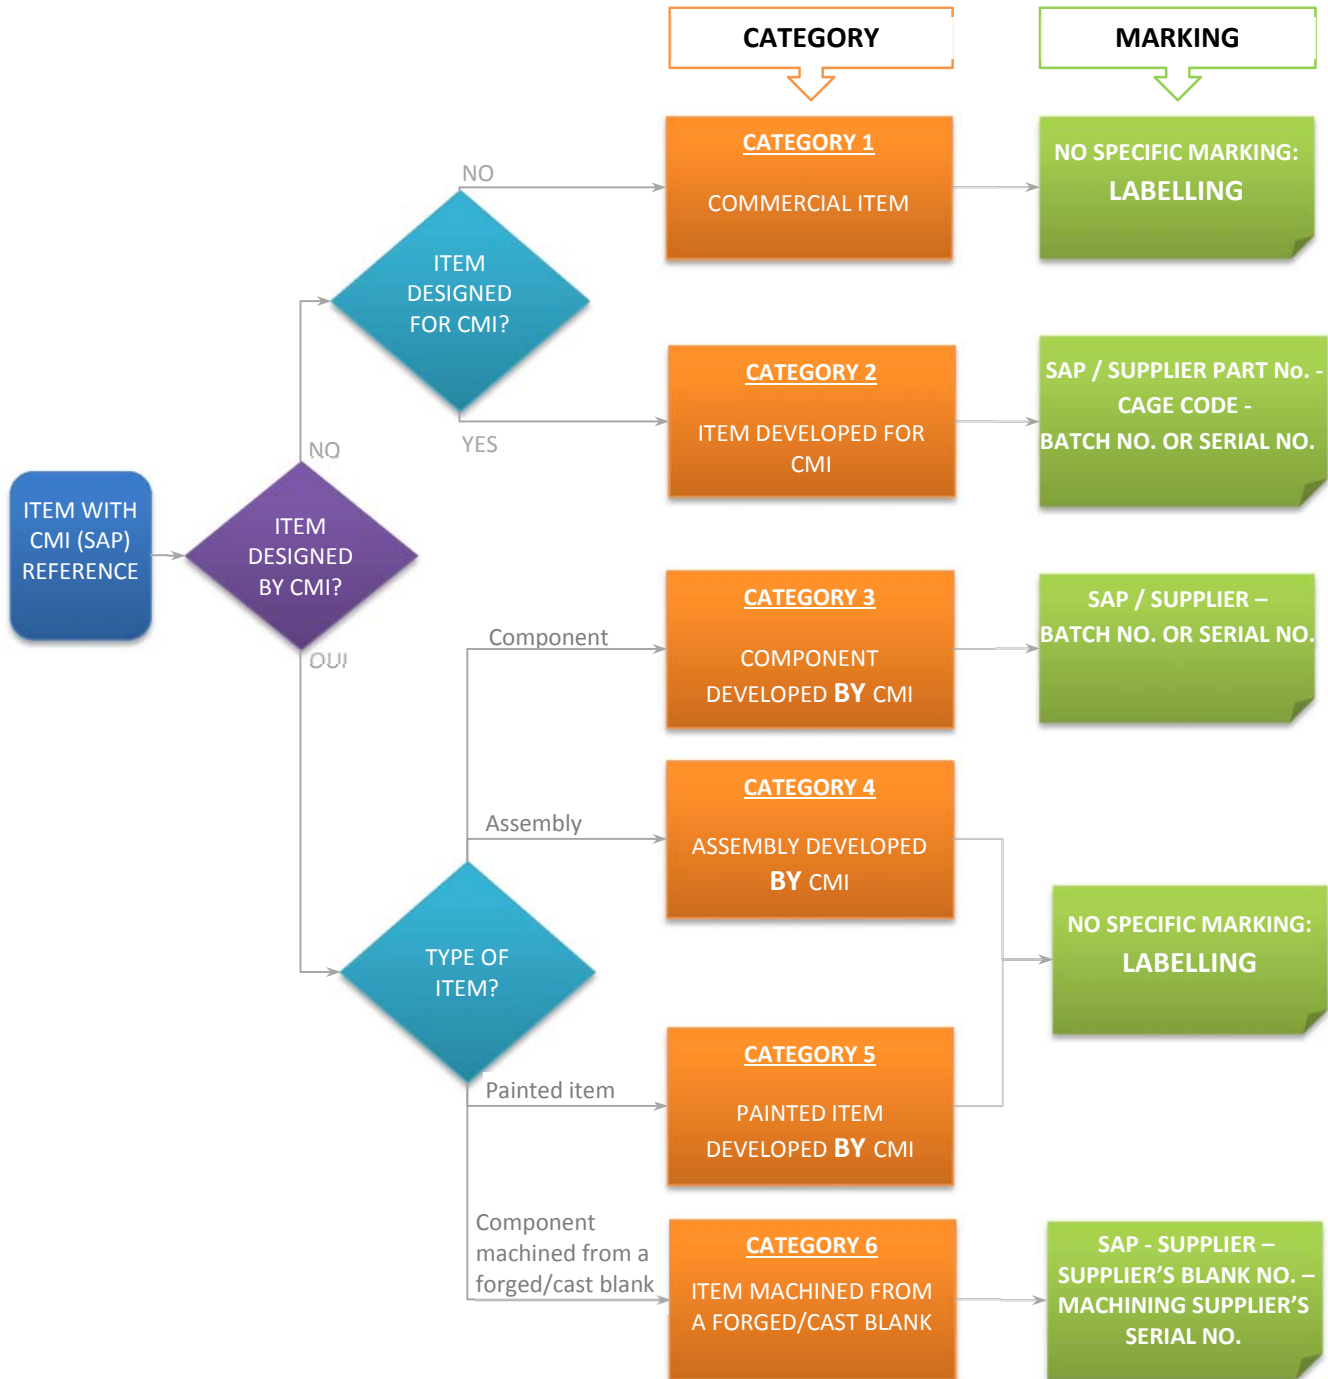 CATEGORY
MARKING
CATEGORY 1
COMMERCIAL ITEM
NO SPECIFIC MARKING:
LABELLING
NO
ITEM
DESIGNED
FOR CMI?
YES
CATEGORY 2
ITEM DEVELOPED FOR
CMI
SAP / SUPPLIER PART No. -
CAGE CODE -
BATCH NO. OR SERIAL NO.
NO
ITEM WITH
CMI (SAP)
REFERENCE
ITEM
DESIGNED
BY CMI?
OUI
Component
CATEGORY 3
COMPONENT
DEVELOPED BY CMI
SAP / SUPPLIER –
BATCH NO. OR SERIAL NO.
Assembly
CATEGORY 4
ASSEMBLY DEVELOPED
BY CMI
NO SPECIFIC MARKING:
LABELLING
TYPE OF
ITEM?
Painted item
CATEGORY 5
PAINTED ITEM
DEVELOPED BY CMI
Component
machined from a
forged/cast blank
CATEGORY 6
ITEM MACHINED FROM
A FORGED/CAST BLANK
SAP - SUPPLIER –
SUPPLIER’S BLANK NO. –
MACHINING SUPPLIER’S
SERIAL NO.